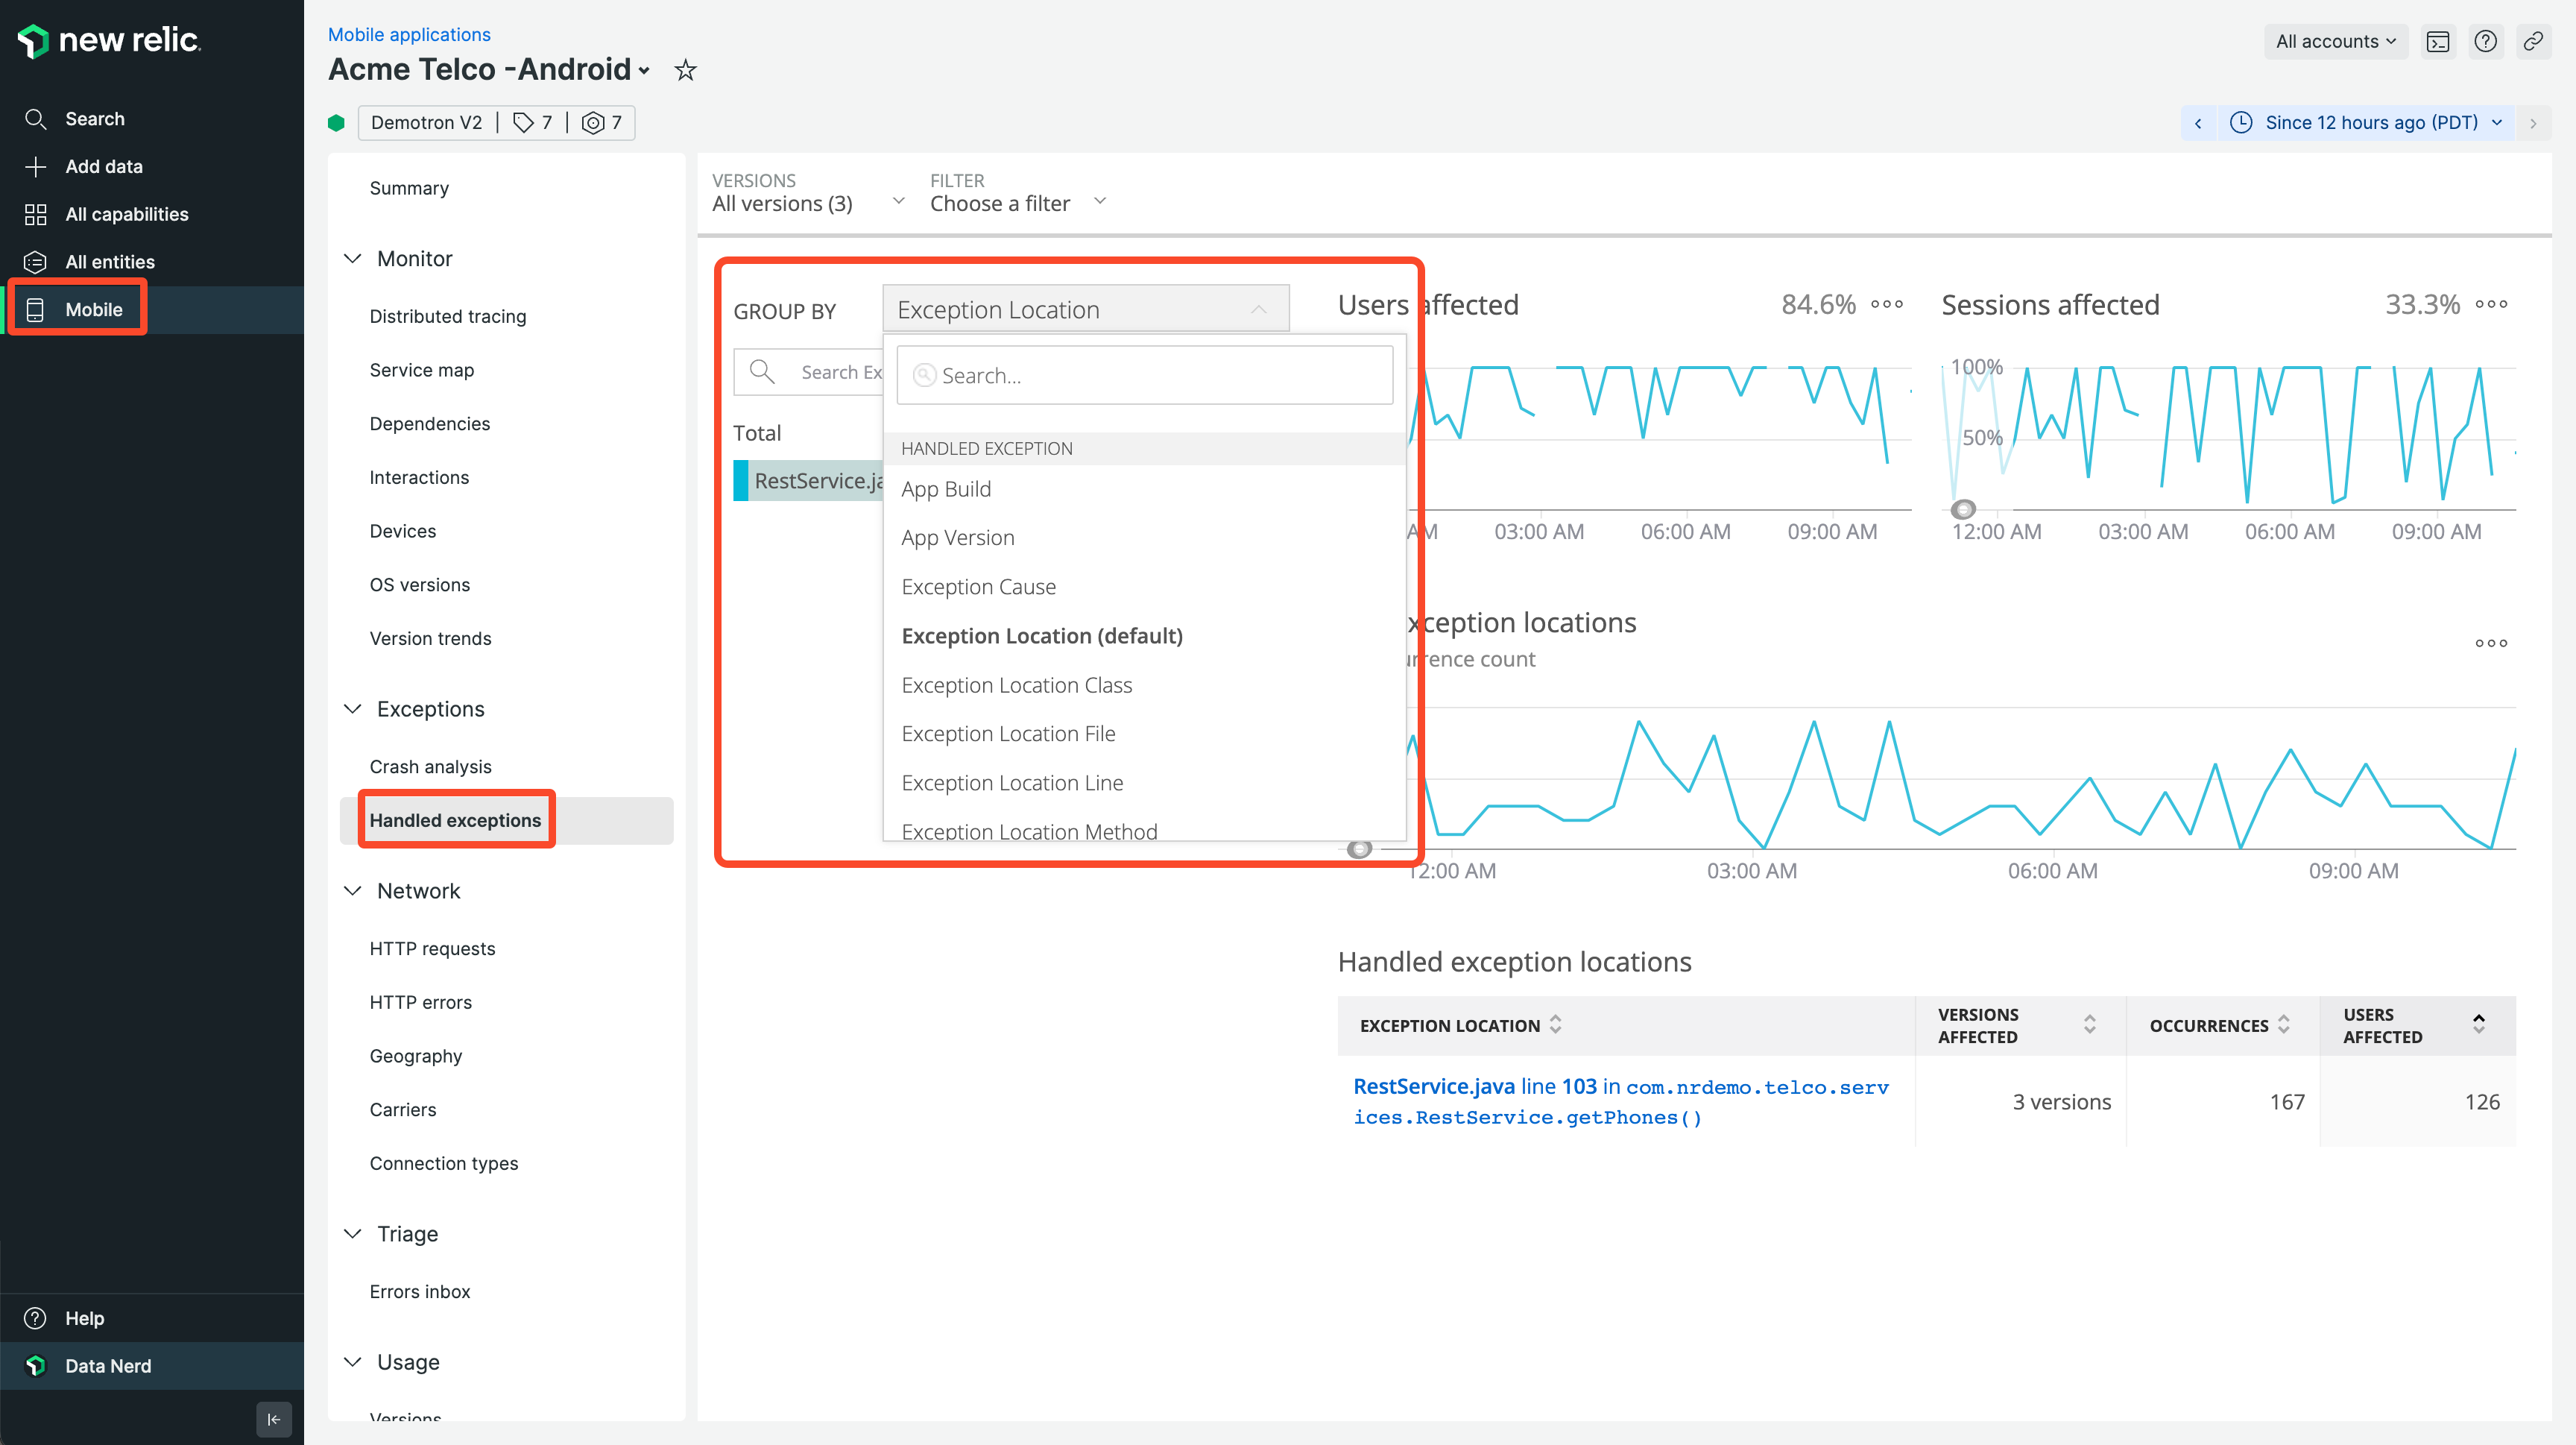 new relic.
Search
Add data
All capabilities
All entities
Mobile
Help
Data Nerd
Mobile applications
Acme Telco -Android
All accounts
Demotron V2 | 7 | 7
Since 12 hours ago (PDT)
Summary
Monitor
Distributed tracing
Service map
Dependencies
Interactions
Devices
OS versions
Version trends
Exceptions
Crash analysis
Handled exceptions
Network
HTTP requests
HTTP errors
Geography
Carriers
Connection types
Triage
Errors inbox
Usage
Versions
VERSIONS
All versions (3)
FILTER
Choose a filter
GROUP BY
Exception Location
Search Ex
Search...
Total
RestService.ja
HANDLED EXCEPTION
App Build
App Version
Exception Cause
Exception Location (default)
Exception Location Class
Exception Location File
Exception Location Line
Exception Location Method
Users affected
84.6%
AM 03:00 AM 06:00 AM 09:00 AM
Sessions affected
33.3%
100%
50%
12:00 AM 03:00 AM 06:00 AM 09:00 AM
xception locations
urrence count
12:00 AM 03:00 AM 06:00 AM 09:00 AM
Handled exception locations
EXCEPTION LOCATION
VERSIONS
AFFECTED
OCCURRENCES
USERS
AFFECTED
RestService.java line 103 in com.nrdemo.telco.serv
ices.RestService.getPhones()
3 versions
167
126